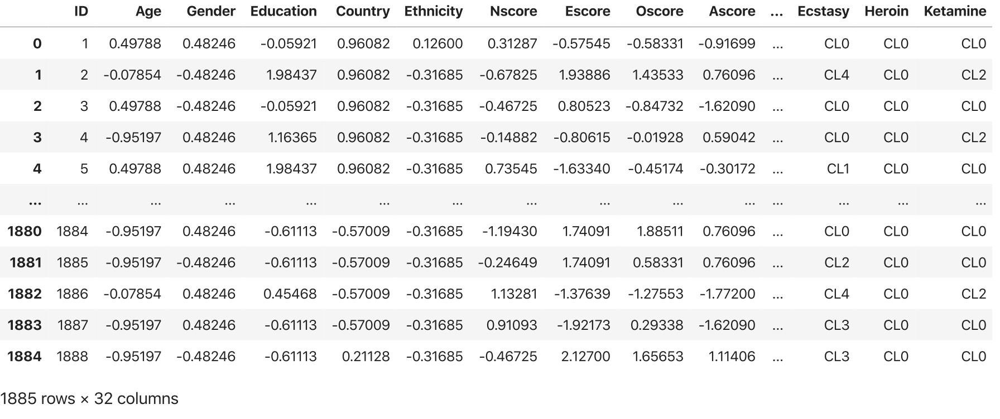 ID Age Gender Education Country Ethnicity Nscore Escore Oscore Ascore ... Ecstasy Heroin Ketamine
0 1 0.49788 0.48246 -0.05921 0.96082 0.12600 0.31287 -0.57545 -0.58331 -0.91699 ... CL0 CL0 CL0
1 2 -0.07854 -0.48246 1.98437 0.96082 -0.31685 -0.67825 1.93886 1.43533 0.76096 ... CL4 CL0 CL2
2 3 0.49788 -0.48246 -0.05921 0.96082 -0.31685 -0.46725 0.80523 -0.84732 -1.62090 ... CL0 CL0 CL0
3 4 -0.95197 0.48246 1.16365 0.96082 -0.31685 -0.14882 -0.80615 -0.01928 0.59042 ... CL0 CL0 CL2
4 5 0.49788 0.48246 1.98437 0.96082 -0.31685 0.73545 -1.63340 -0.45174 -0.30172 ... CL1 CL0 CL0
... ... ... ... ... ... ... ... ... ... ... ... ... ... ...
1880 1884 -0.95197 0.48246 -0.61113 -0.57009 -0.31685 -1.19430 1.74091 1.88511 0.76096 ... CL0 CL0 CL0
1881 1885 -0.95197 -0.48246 -0.61113 -0.57009 -0.31685 -0.24649 1.74091 0.58331 0.76096 ... CL2 CL0 CL0
1882 1886 -0.07854 0.48246 0.45468 -0.57009 -0.31685 1.13281 -1.37639 -1.27553 -1.77200 ... CL4 CL0 CL2
1883 1887 -0.95197 0.48246 -0.61113 -0.57009 -0.31685 0.91093 -1.92173 0.29338 -1.62090 ... CL3 CL0 CL0
1884 1888 -0.95197 -0.48246 -0.61113 0.21128 -0.31685 -0.46725 2.12700 1.65653 1.11406 ... CL3 CL0 CL0
1885 rows × 32 columns